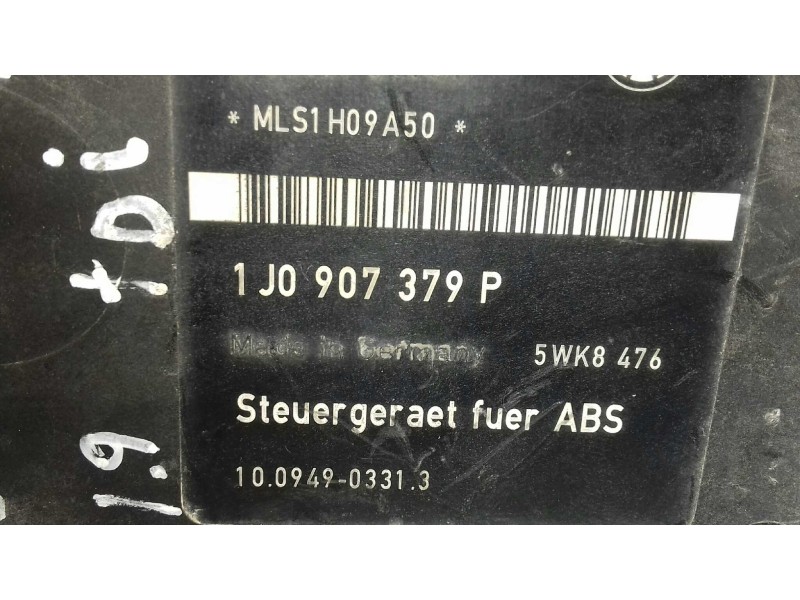 * MLS1H09A50 *
1J0 907 379 P
Made in Germany 5WK8 476
Steuergeraet fuer ABS
10.0949-0331.3
1.9 tDi